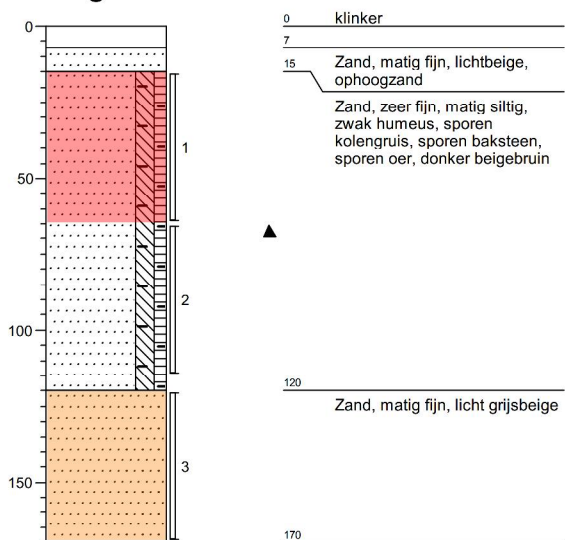 0
0 klinker
7
15
Zand, matig fijn, lichtbeige,
ophoogzand
Zand, zeer fijn, matig siltig,
zwak humeus, sporen
kolengruis, sporen baksteen,
sporen oer, donker beigebruin
1
50
2
100
120
Zand, matig fijn, licht grijsbeige
3
150
170